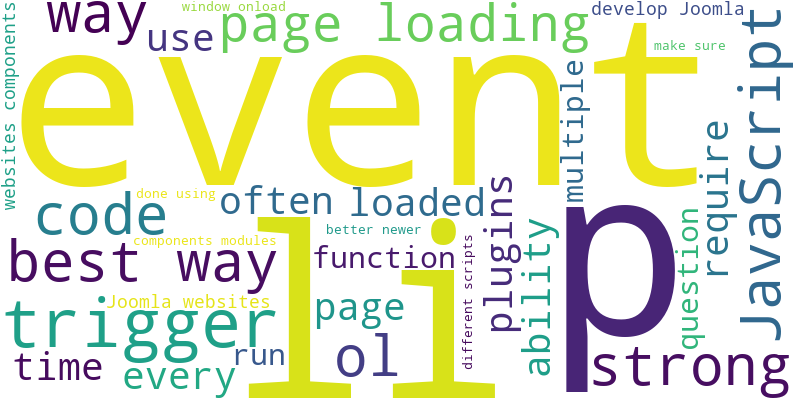 window onload
develop Joomla
way
use
page loading
make sure
event
websites components
multiple
JavaScript
require
done using
often
loaded
code
better newer
components modules
best way
li
p
function
different scripts
plugins
ability
question
Joomla websites
page
trigger
ol
run
time
every
strong